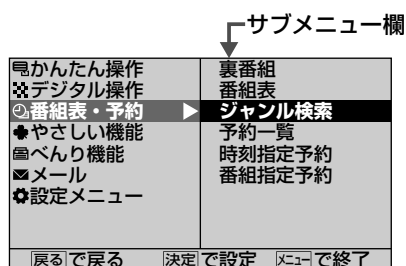 サブメニュー欄
かんたん操作
デジタル操作
番組表・予約
やさしい機能
べんり機能
メール
設定メニュー
裏番組
番組表
ジャンル検索
予約一覧
時刻指定予約
番組指定予約
戻るで戻る 決定で設定 メニューで終了